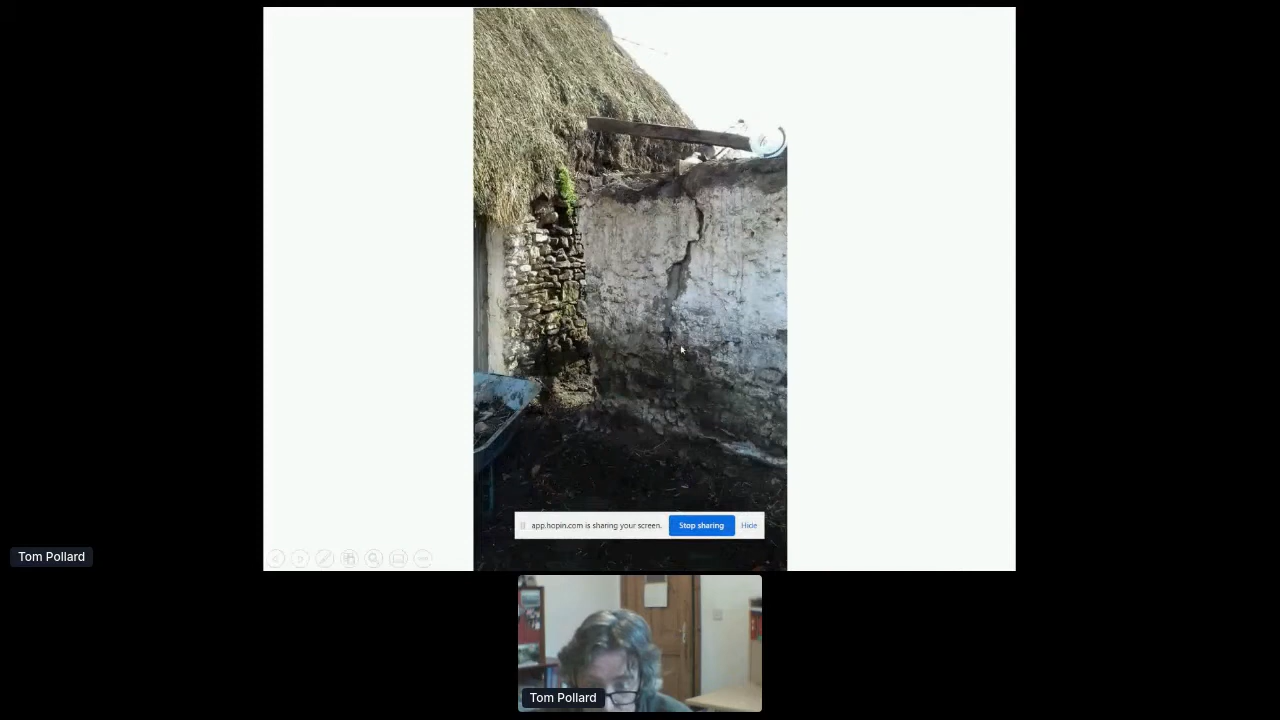 app.hopin.com is sharing your screen.
Stop sharing
Hide
Tom Pollard
Tom Pollard